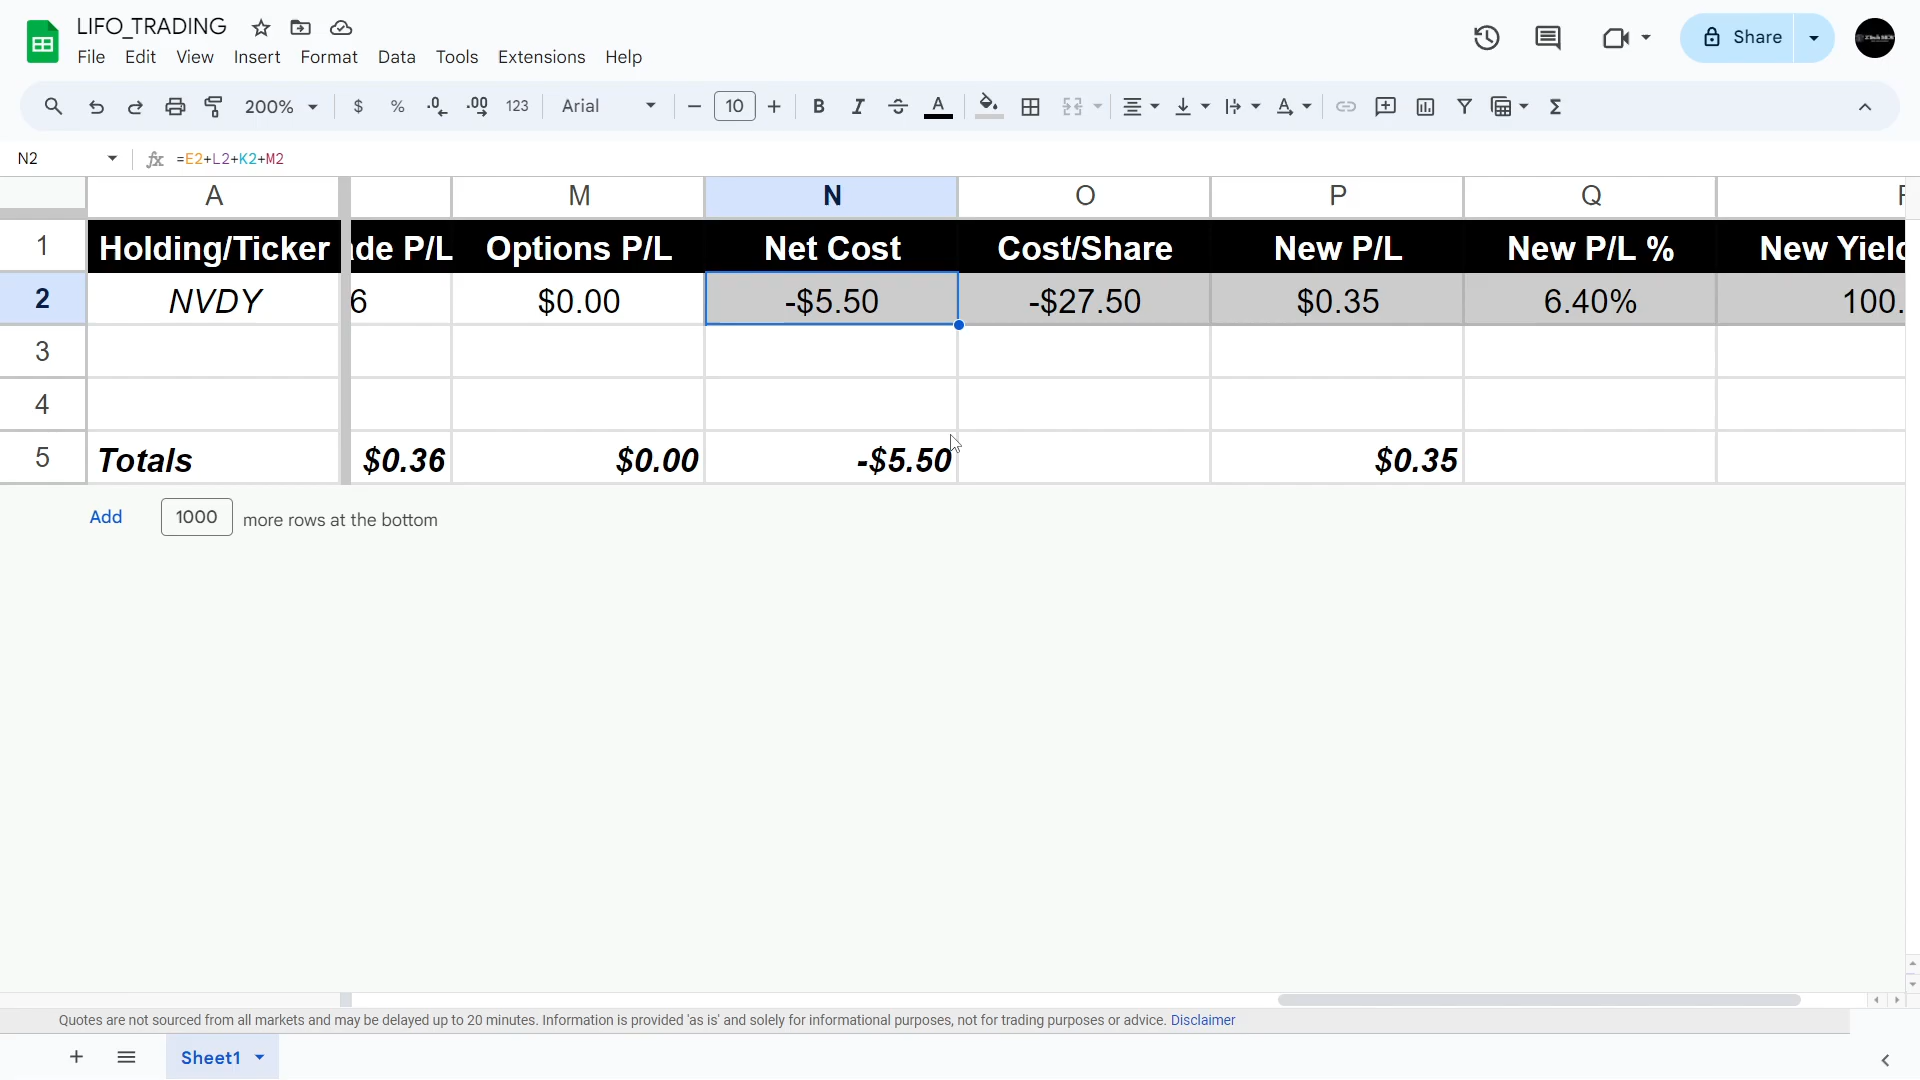 LIFO_TRADING
File Edit View Insert Format Data Tools Extensions Help
Share
200% $ % .0 .00 123 Arial 10 B I S A
N2 fx =E2+L2+K2+M2
A M N O P Q
1 Holding/Ticker de P/L Options P/L Net Cost Cost/Share New P/L New P/L % New Yiel
2 NVDY 6 $0.00 -$5.50 -$27.50 $0.35 6.40% 100.
3
4
5 Totals $0.36 $0.00 -$5.50 $0.35
Add 1000 more rows at the bottom
Quotes are not sourced from all markets and may be delayed up to 20 minutes. Information is provided 'as is' and solely for informational purposes, not for trading purposes or advice. Disclaimer
Sheet1